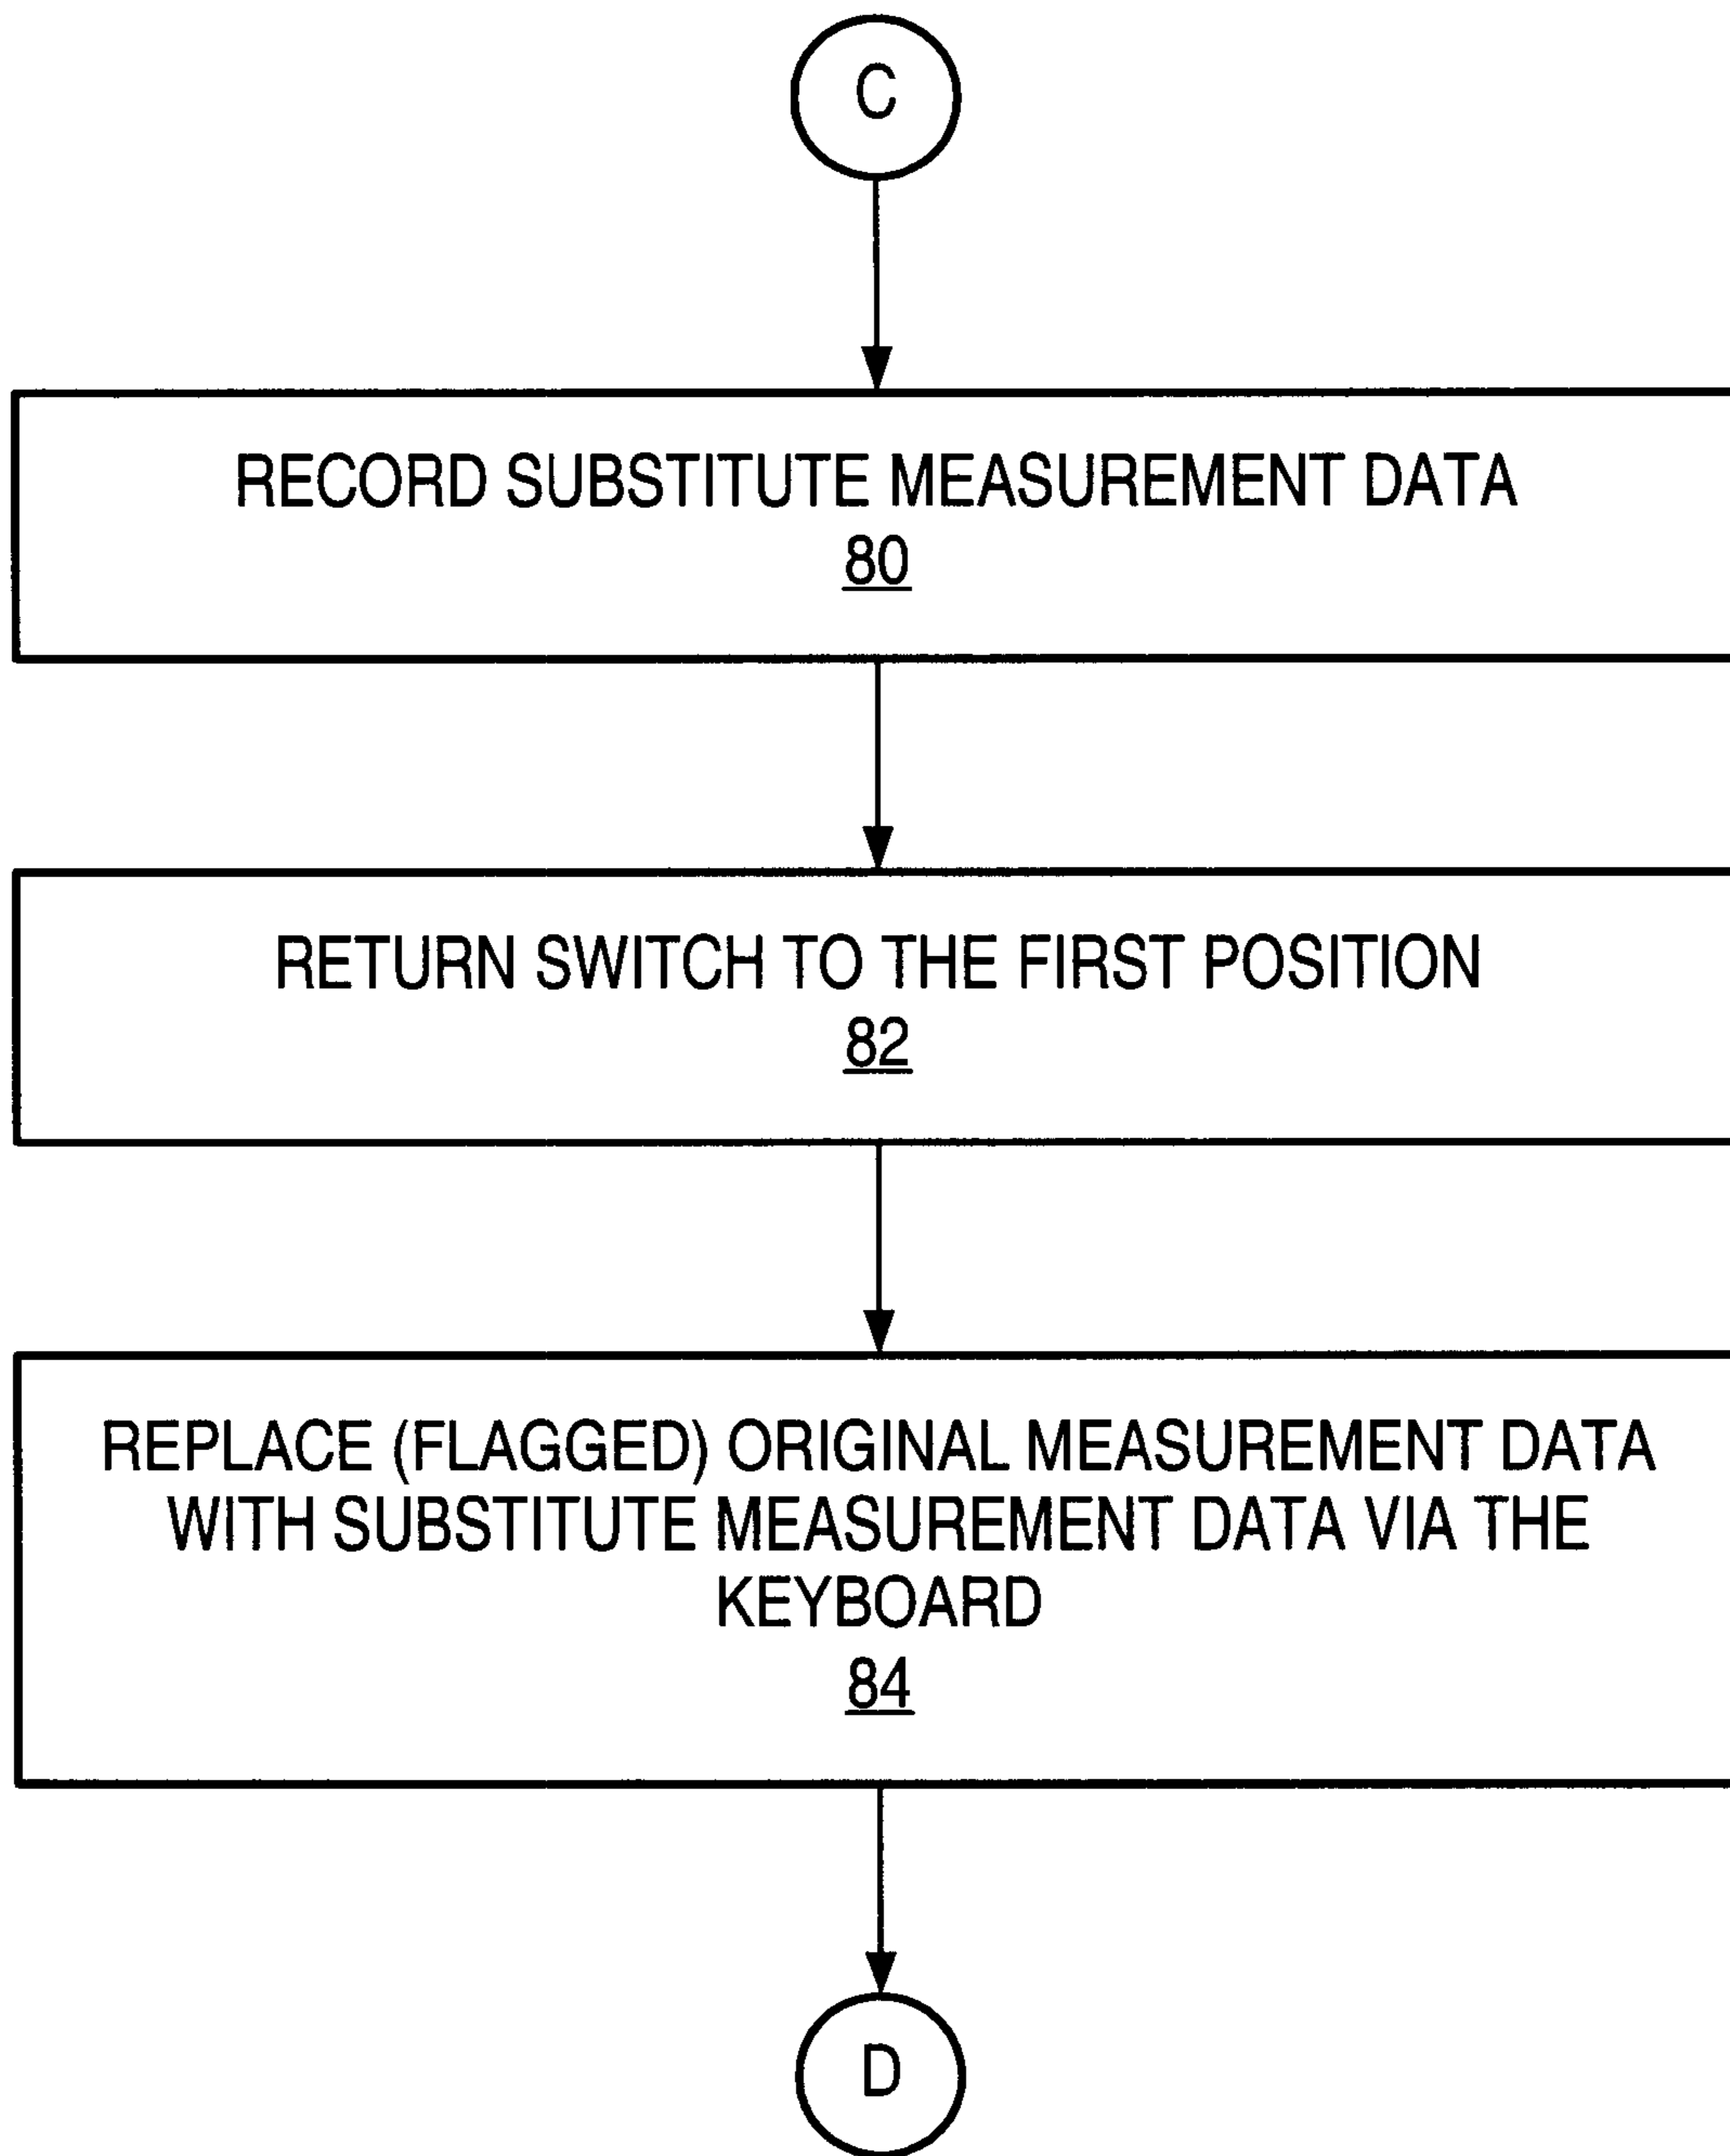 C
RECORD SUBSTITUTE MEASUREMENT DATA
80
RETURN SWITCH TO THE FIRST POSITION
82
REPLACE (FLAGGED) ORIGINAL MEASUREMENT DATA
WITH SUBSTITUTE MEASUREMENT DATA VIA THE
KEYBOARD
84
D